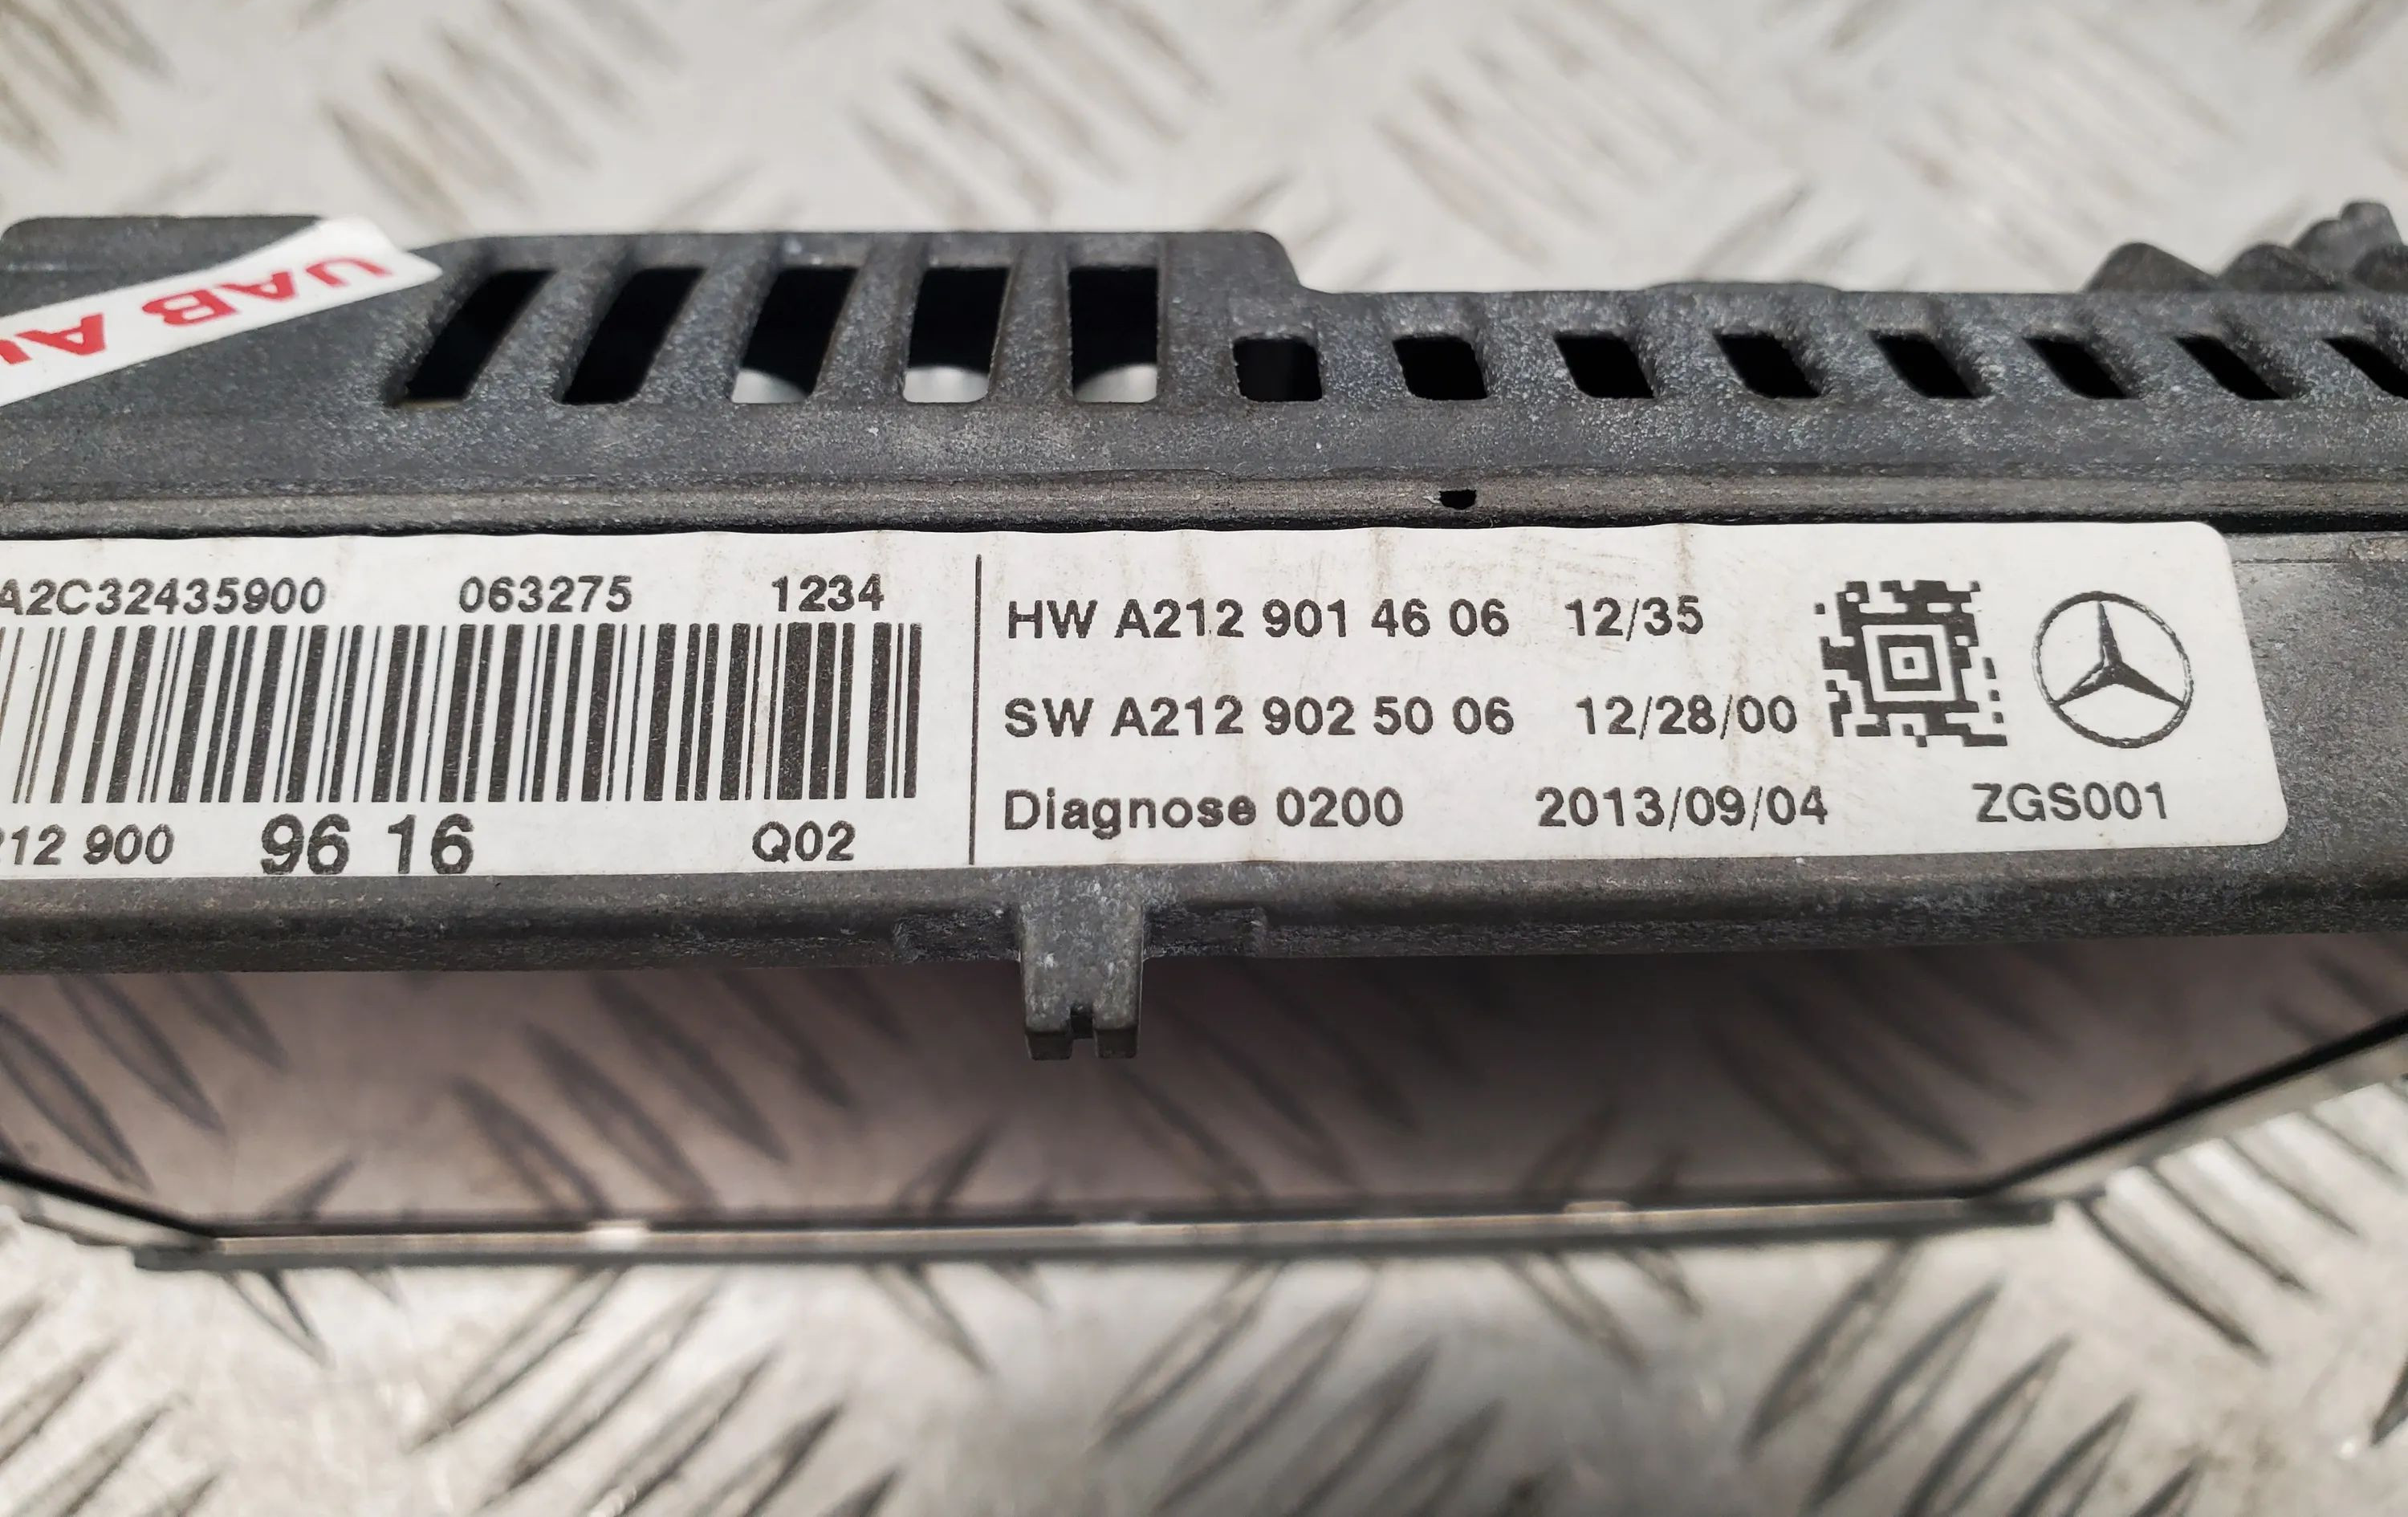 UAB
A2C32435900 063275 1234
12 900 96 16 Q02
HW A212 901 46 06 12/35
SW A212 902 50 06 12/28/00
Diagnose 0200 2013/09/04 ZGS001